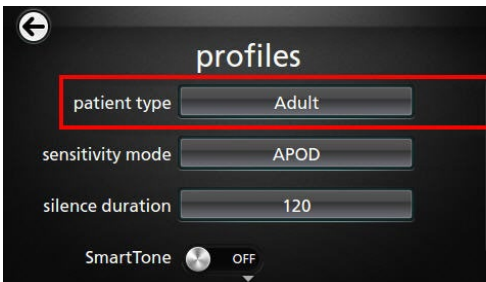 profiles
patient type Adult
sensitivity mode APOD
silence duration 120
SmartTone OFF